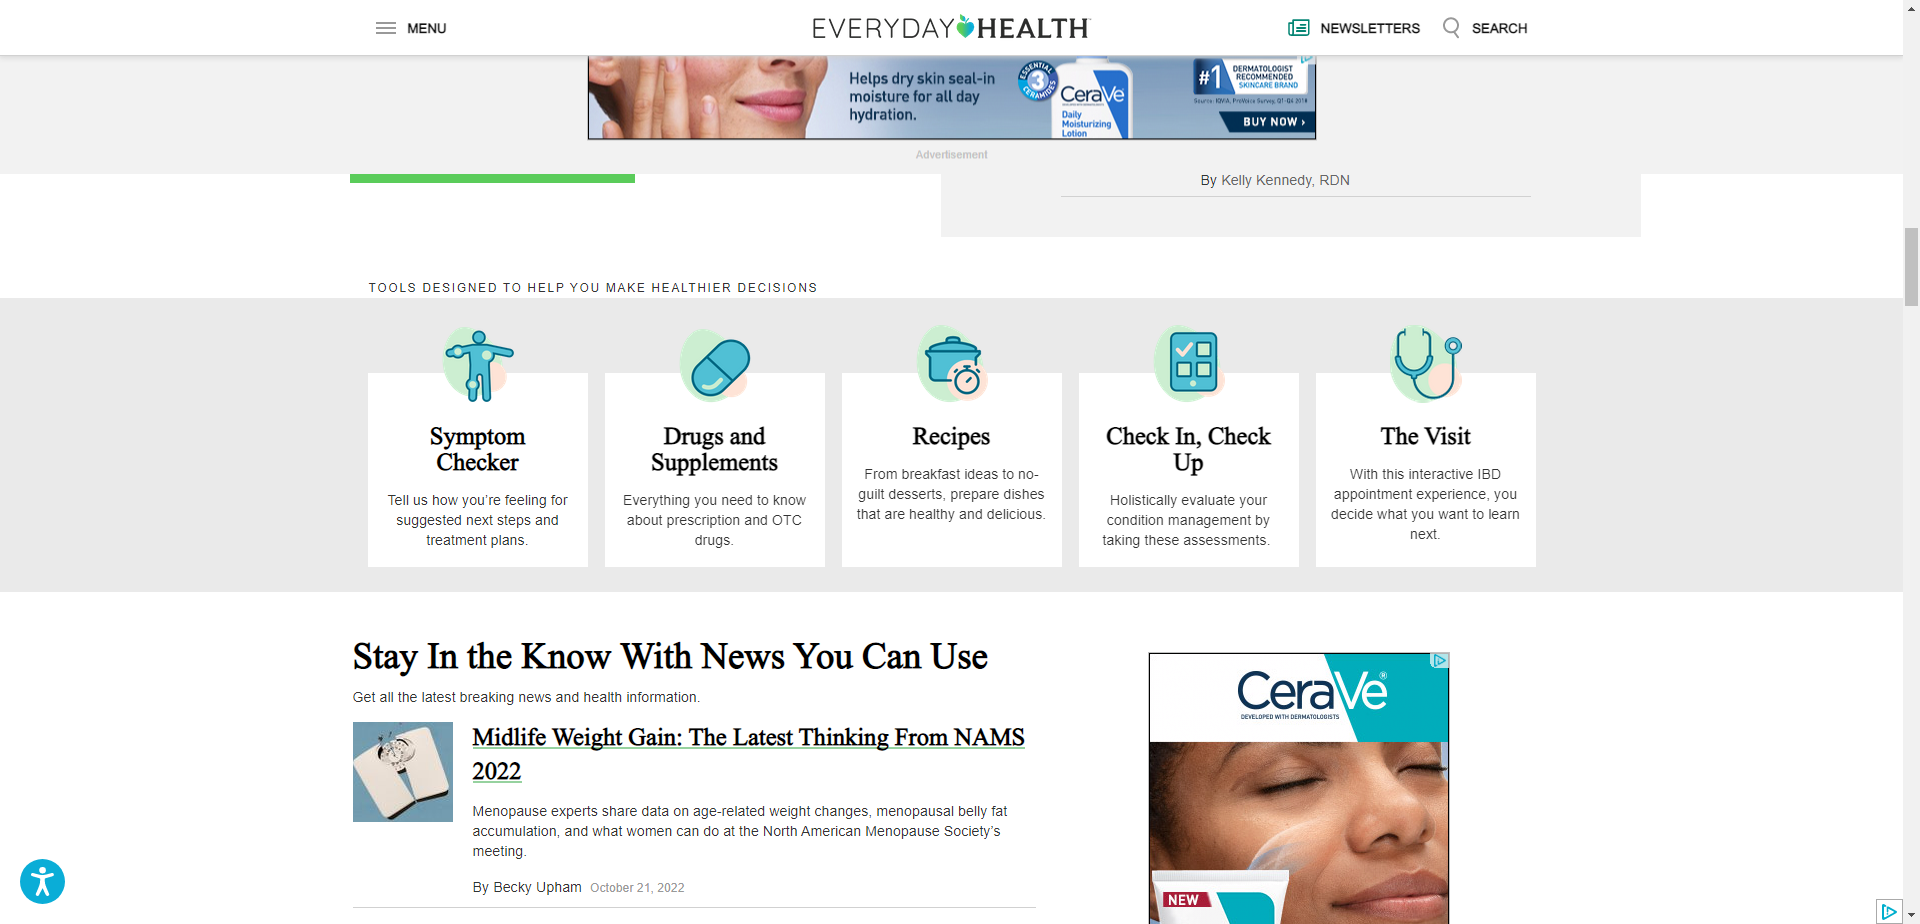 MENU
EVERYDAY HEALTH
NEWSLETTERS
SEARCH
Helps dry skin seal-in
moisture for all day
hydration.
ESSENTIAL
3
CERAMIDES
CeraVe
Daily
Moisturizing
Lotion
#1 DERMATOLOGIST
RECOMMENDED
SKINCARE BRAND
BUY NOW ›
Advertisement
By Kelly Kennedy, RDN
TOOLS DESIGNED TO HELP YOU MAKE HEALTHIER DECISIONS
Symptom
Checker
Tell us how you’re feeling for
suggested next steps and
treatment plans.
Drugs and
Supplements
Everything you need to know
about prescription and OTC
drugs.
Recipes
From breakfast ideas to no-
guilt desserts, prepare dishes
that are healthy and delicious.
Check In, Check
Up
Holistically evaluate your
condition management by
taking these assessments.
The Visit
With this interactive IBD
appointment experience, you
decide what you want to learn
next.
Stay In the Know With News You Can Use
Get all the latest breaking news and health information.
Midlife Weight Gain: The Latest Thinking From NAMS
2022
Menopause experts share data on age-related weight changes, menopausal belly fat
accumulation, and what women can do at the North American Menopause Society’s
meeting.
By Becky Upham October 21, 2022
CeraVe®
DEVELOPED WITH DERMATOLOGISTS
NEW